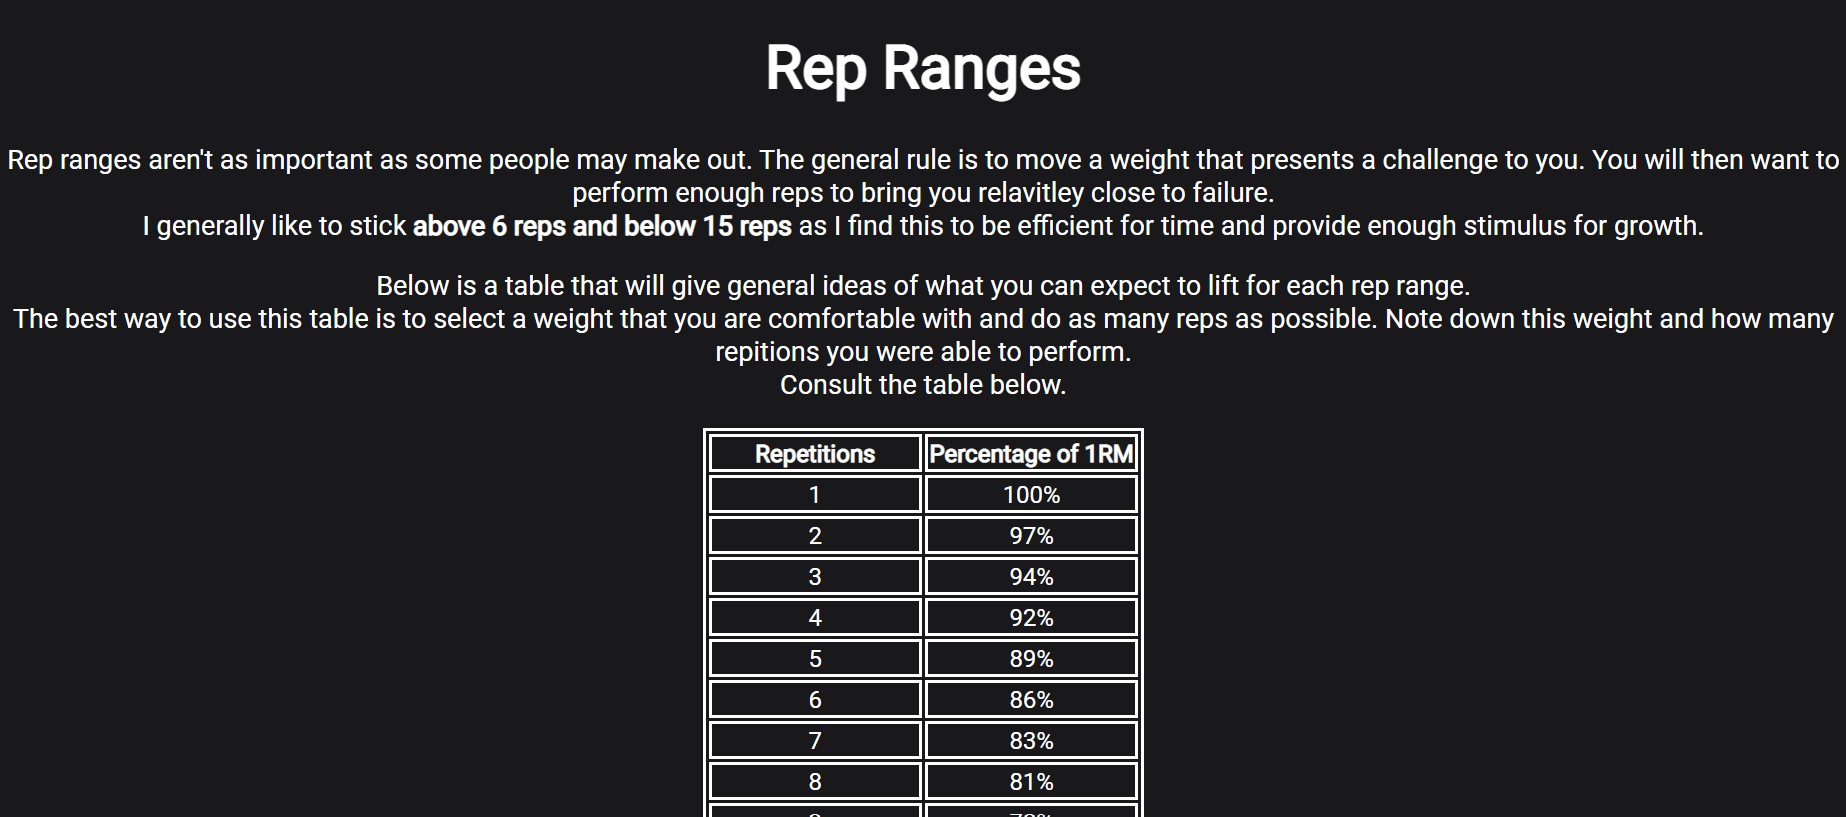 Rep Ranges
Rep ranges aren't as important as some people may make out. The general rule is to move a weight that presents a challenge to you. You will then want to
perform enough reps to bring you relavitley close to failure.
I generally like to stick above 6 reps and below 15 reps as I find this to be efficient for time and provide enough stimulus for growth.
Below is a table that will give general ideas of what you can expect to lift for each rep range.
The best way to use this table is to select a weight that you are comfortable with and do as many reps as possible. Note down this weight and how many
repitions you were able to perform.
Consult the table below.
Repetitions Percentage of 1RM
1 100%
2 97%
3 94%
4 92%
5 89%
6 86%
7 83%
8 81%